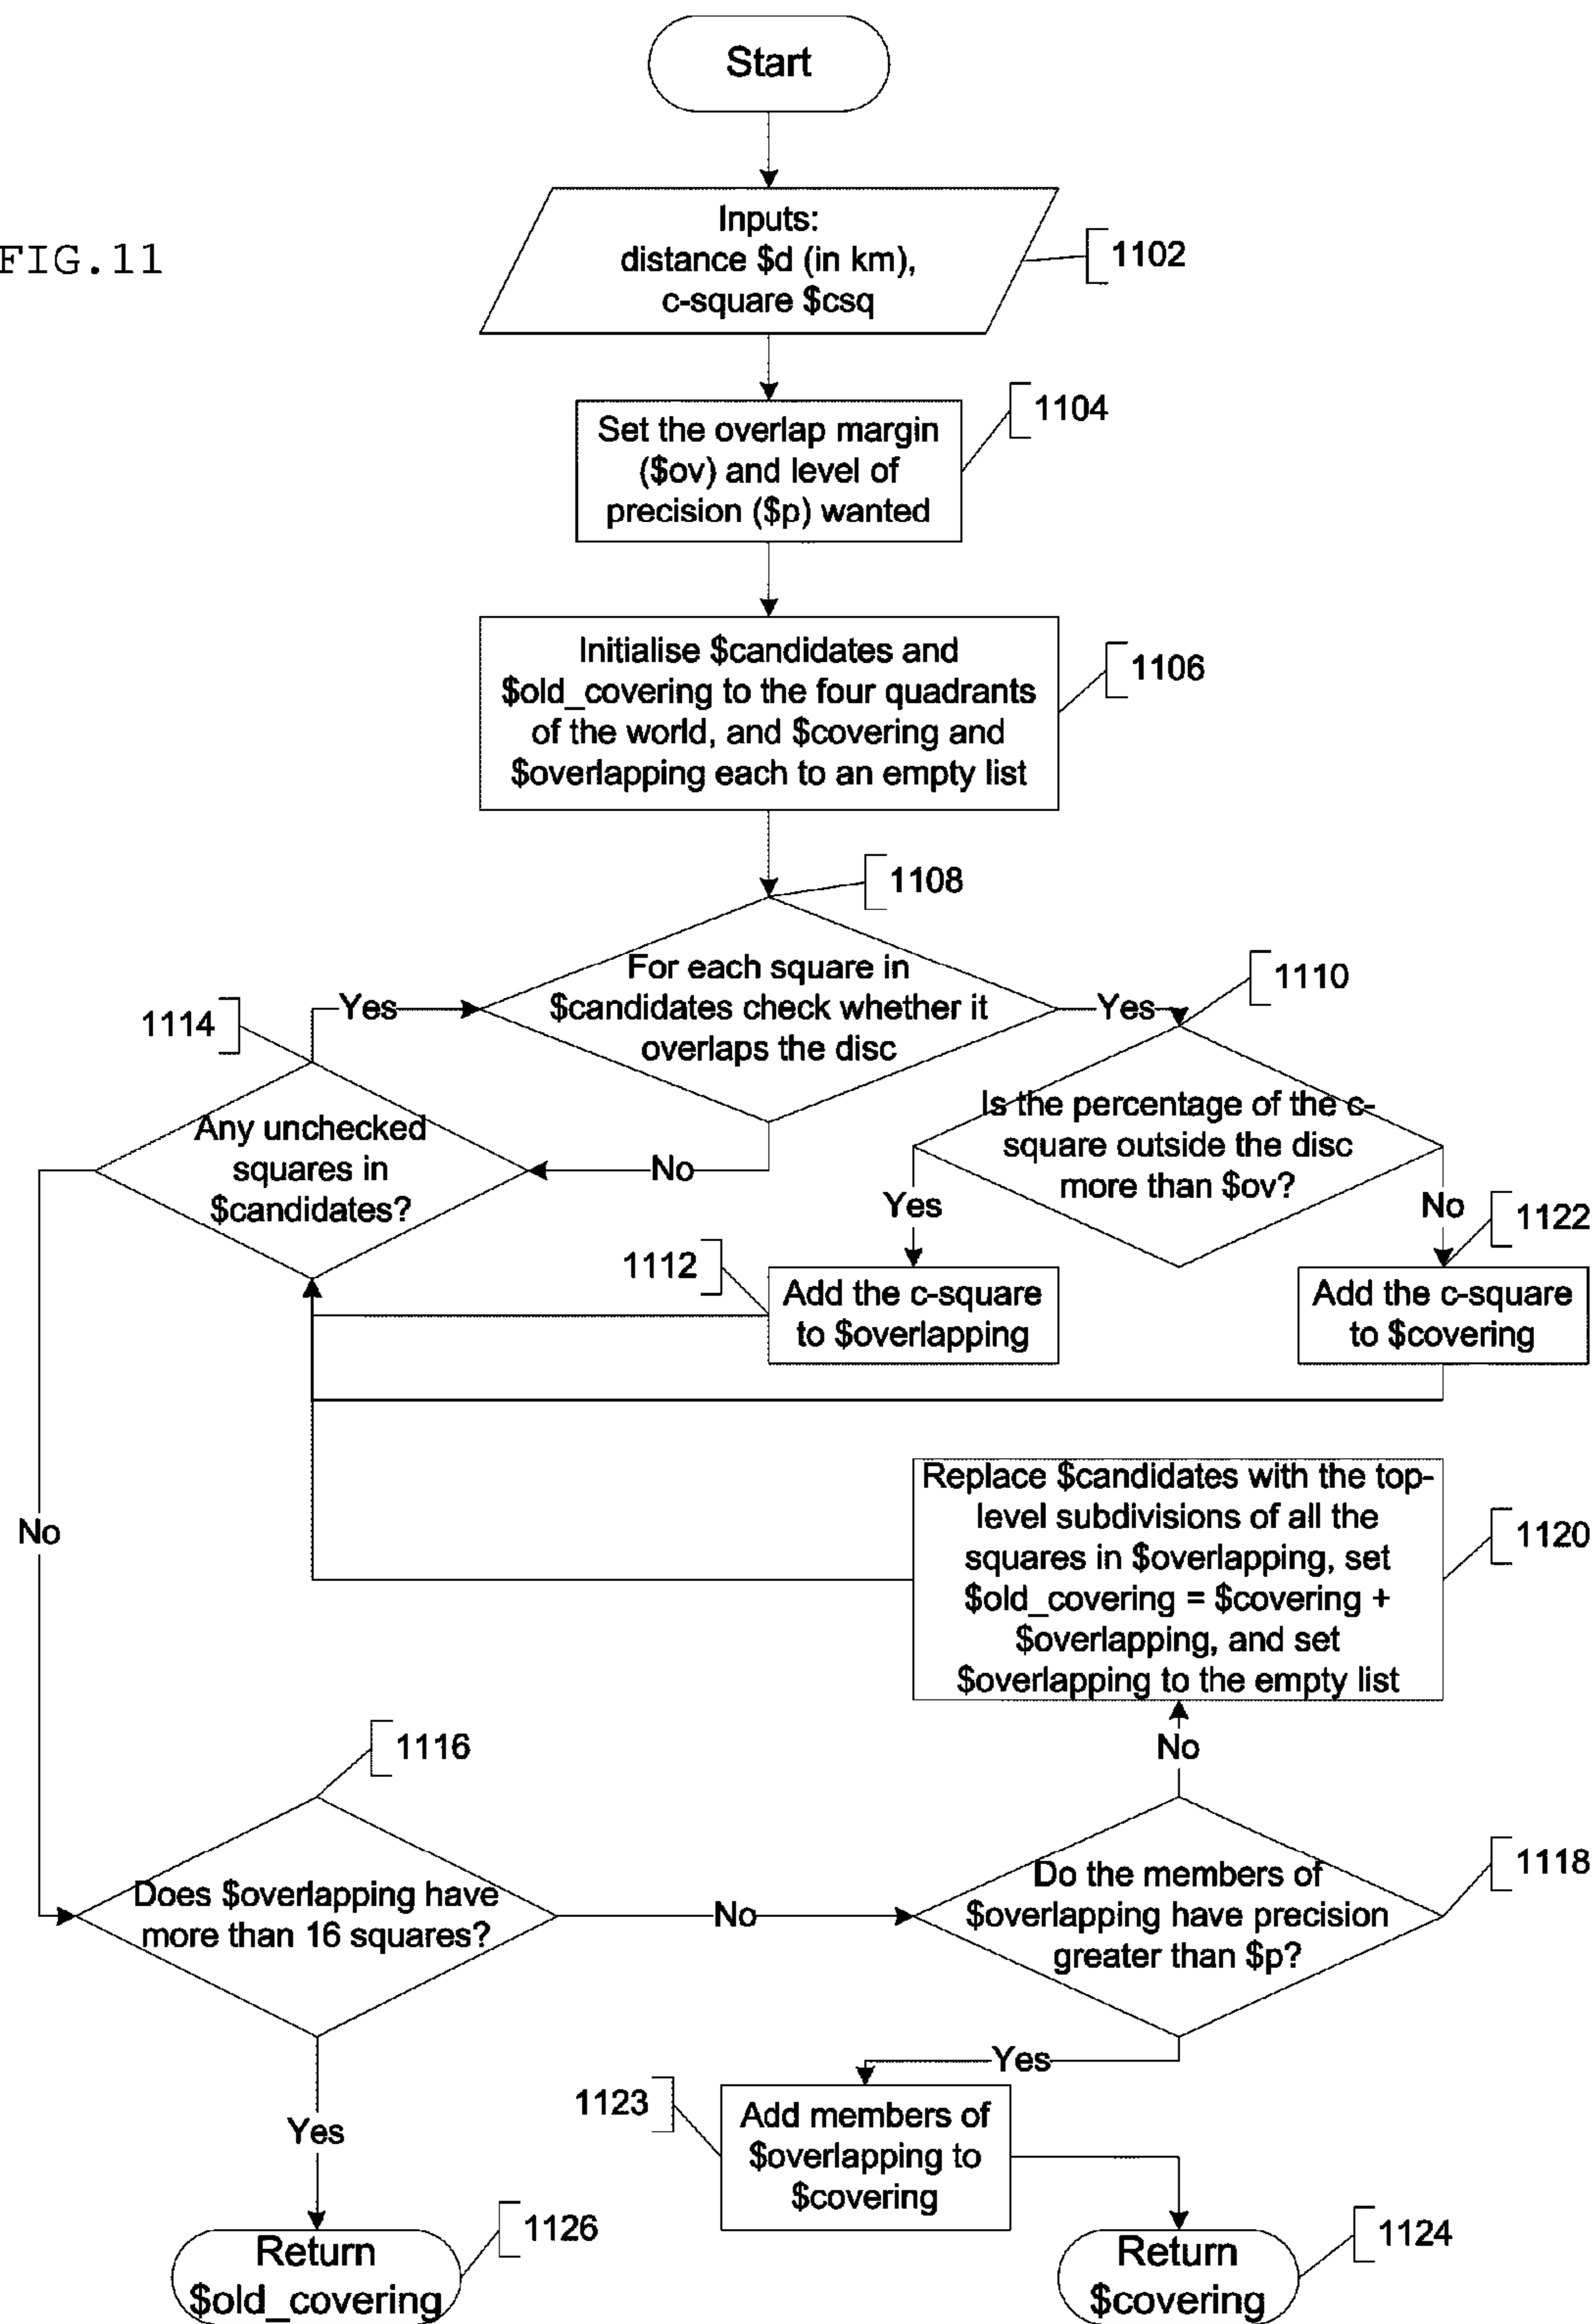 Start
FIG.11
Inputs:
distance $d (in km),
c-square $csq
1102
Set the overlap margin
($ov) and level of
precision ($p) wanted
1104
Initialise $candidates and
$old_covering to the four quadrants
of the world, and $covering and
$overlapping each to an empty list
1106
1108
For each square in
$candidates check whether it
overlaps the disc
Yes
Yes
1110
1114
Any unchecked
squares in
$candidates?
No
Is the percentage of the c-
square outside the disc
more than $ov?
Yes
No
1122
1112
Add the c-square
to $overlapping
Add the c-square
to $covering
Replace $candidates with the top-
level subdivisions of all the
squares in $overlapping, set
$old_covering = $covering +
$overlapping, and set
$overlapping to the empty list
1120
No
1116
No
Does $overlapping have
more than 16 squares?
No
Do the members of
$overlapping have precision
greater than $p?
1118
Yes
Yes
1123
Add members of
$overlapping to
$covering
Return
$old_covering
1126
Return
$covering
1124